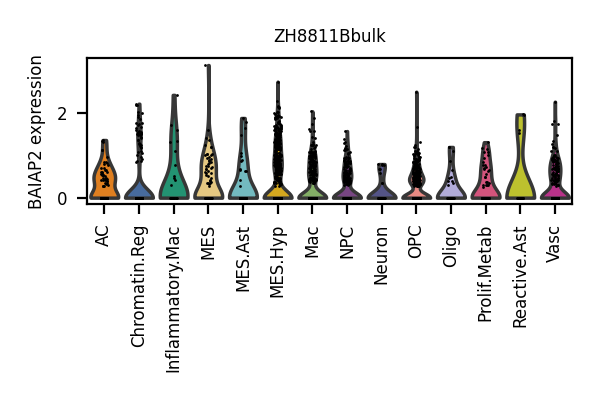 ZH8811Bbulk
BAIAP2 expression
2
0
AC
Chromatin.Reg
Inflammatory.Mac
MES
MES.Ast
MES.Hyp
Mac
NPC
Neuron
OPC
Oligo
Prolif.Metab
Reactive.Ast
Vasc